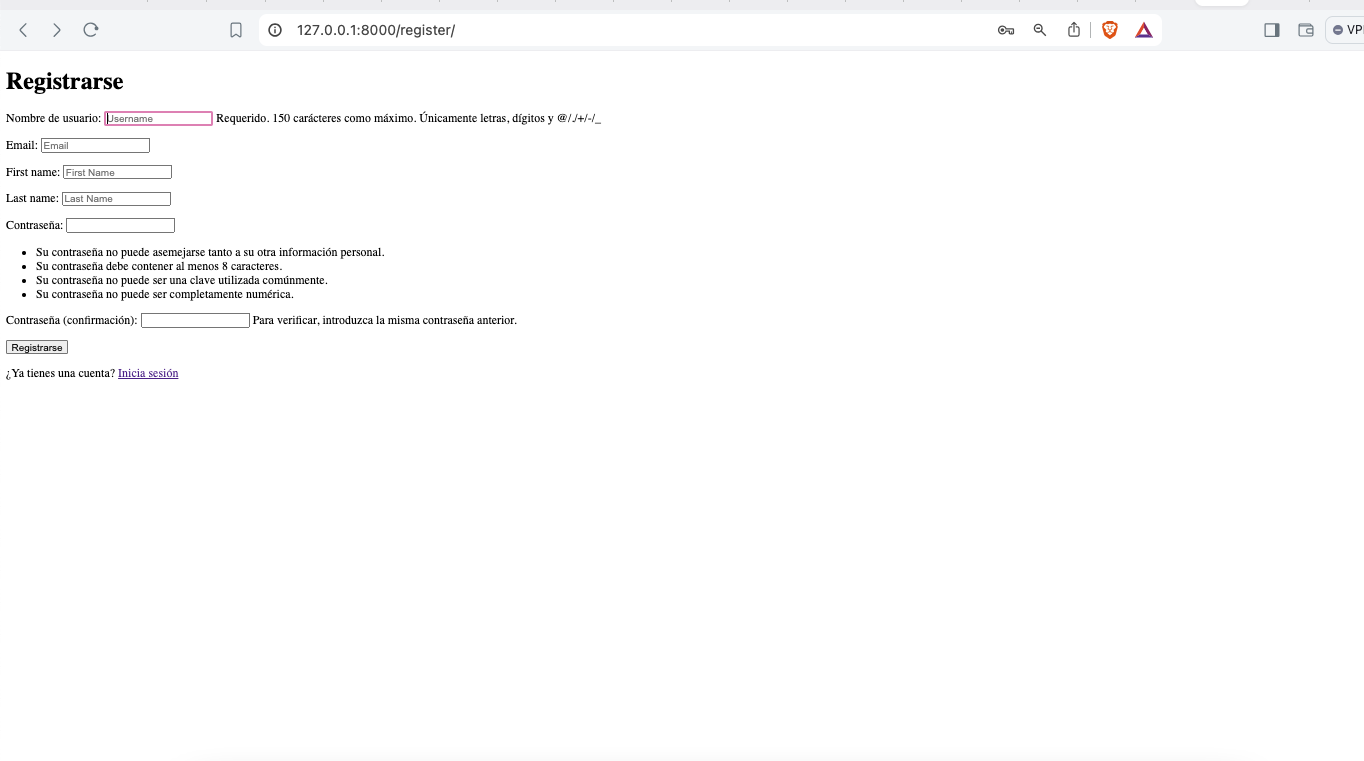 127.0.0.1:8000/register/
VP
Registrarse
Nombre de usuario: Username Requerido. 150 carácteres como máximo. Únicamente letras, dígitos y @/./+/-/_
Email: Email
First name: First Name
Last name: Last Name
Contraseña:
• Su contraseña no puede asemejarse tanto a su otra información personal.
• Su contraseña debe contener al menos 8 caracteres.
• Su contraseña no puede ser una clave utilizada comúnmente.
• Su contraseña no puede ser completamente numérica.
Contraseña (confirmación): Para verificar, introduzca la misma contraseña anterior.
Registrarse
¿Ya tienes una cuenta? Inicia sesión